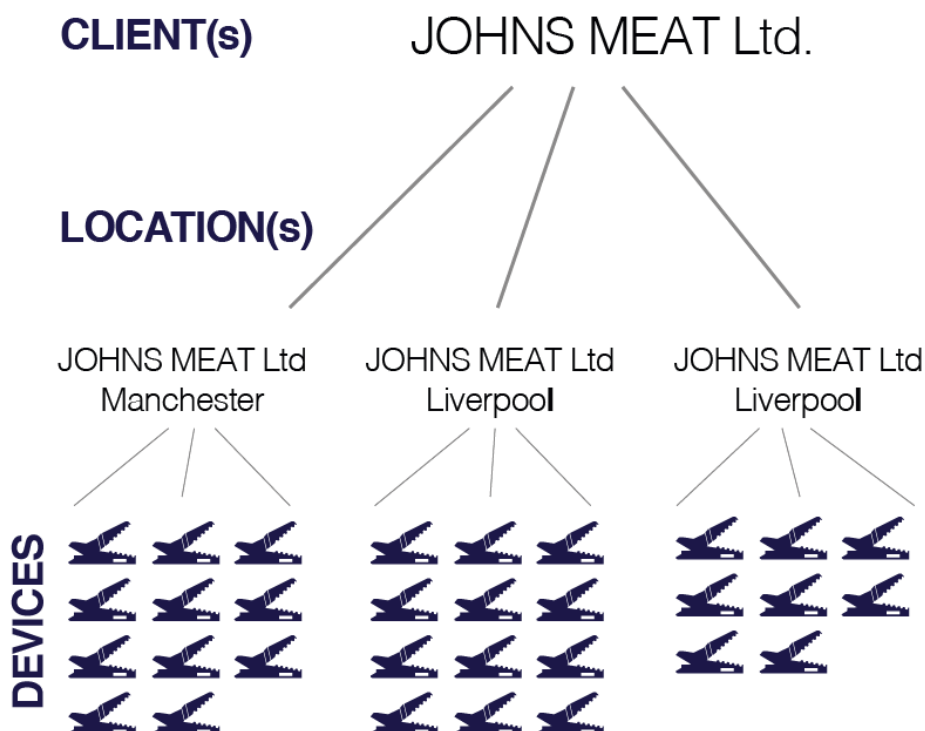 CLIENT(s)
JOHNS MEAT Ltd.
LOCATION(s)
JOHNS MEAT Ltd
Manchester
JOHNS MEAT Ltd
Liverpool
JOHNS MEAT Ltd
Liverpool
DEVICES